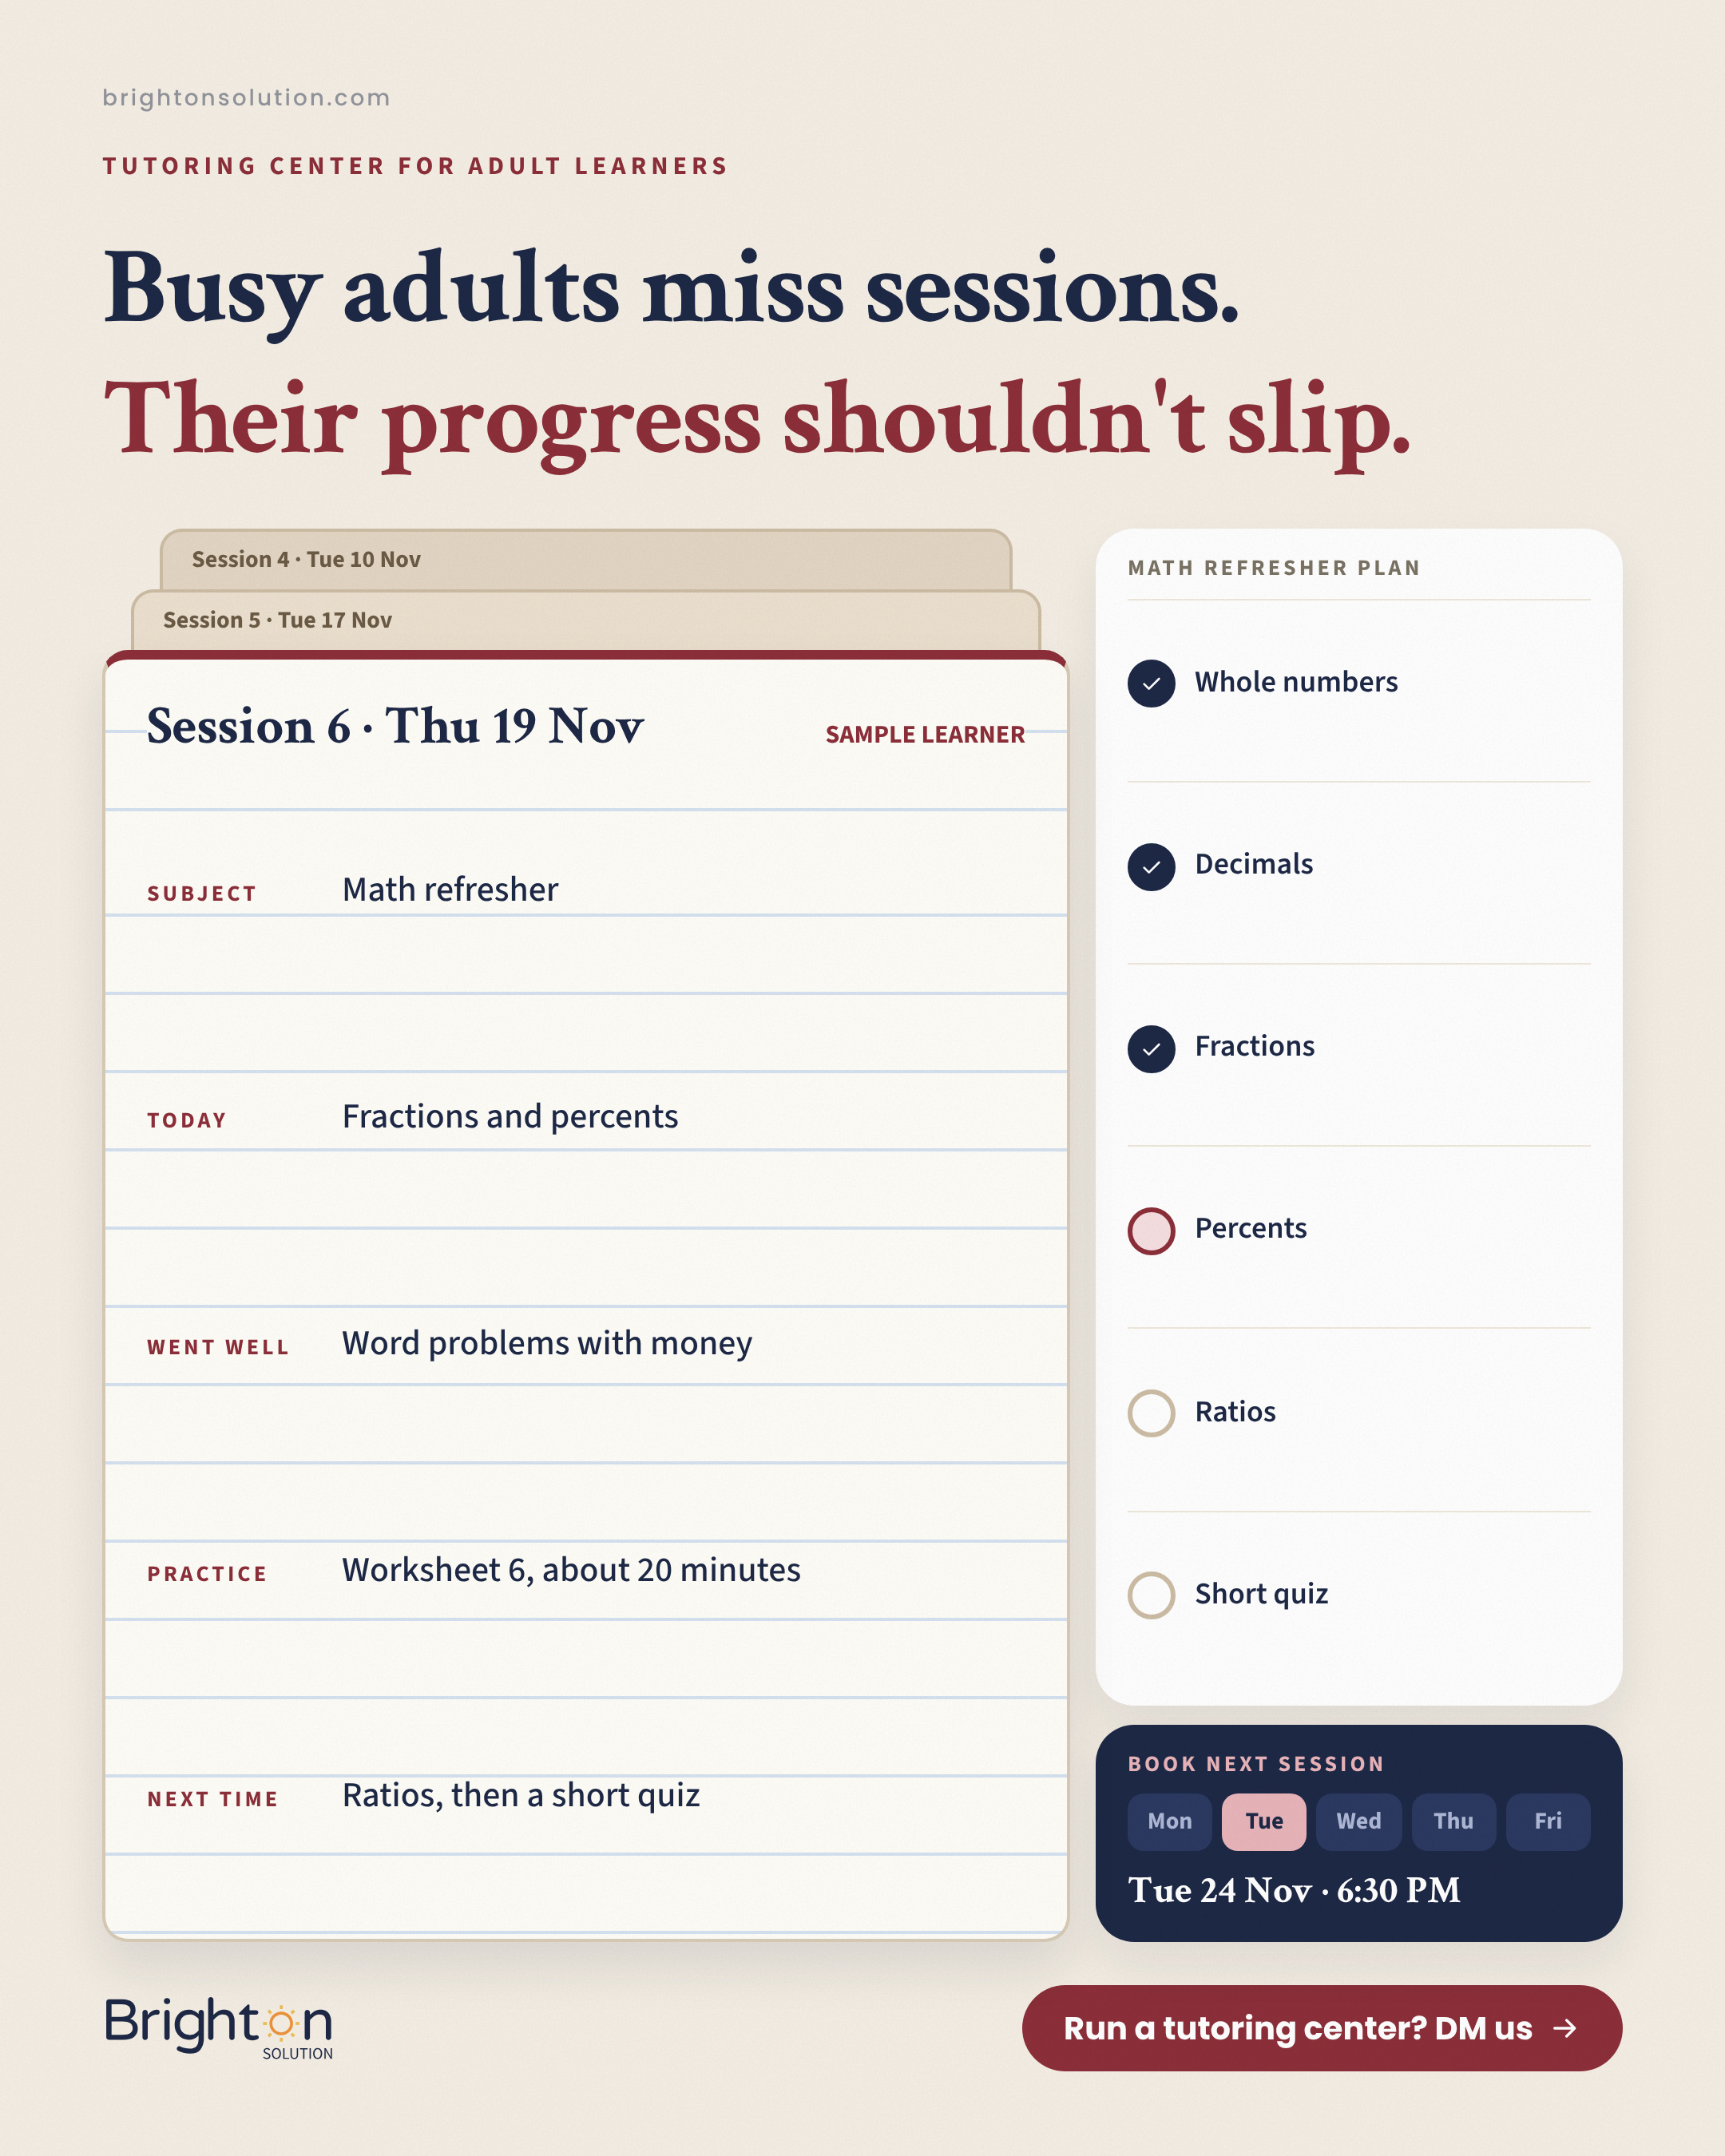 brightonsolution.com
TUTORING CENTER FOR ADULT LEARNERS
Busy adults miss sessions.
Their progress shouldn't slip.
Session 4 · Tue 10 Nov
Session 5 · Tue 17 Nov
Session 6 · Thu 19 Nov
SAMPLE LEARNER
SUBJECT Math refresher
TODAY Fractions and percents
WENT WELL Word problems with money
PRACTICE Worksheet 6, about 20 minutes
NEXT TIME Ratios, then a short quiz
MATH REFRESHER PLAN
Whole numbers
Decimals
Fractions
Percents
Ratios
Short quiz
BOOK NEXT SESSION
Mon Tue Wed Thu Fri
Tue 24 Nov · 6:30 PM
Brighton
SOLUTION
Run a tutoring center? DM us →